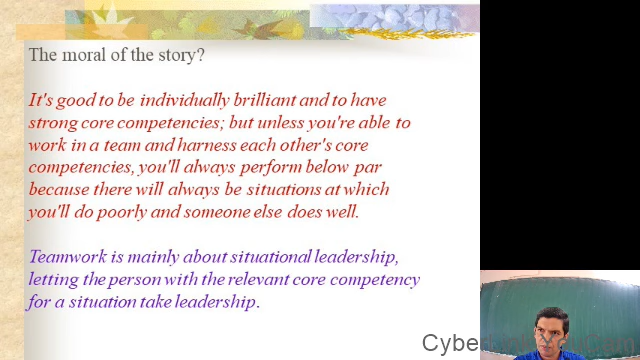 The moral of the story?
It's good to be individually brilliant and to have
strong core competencies; but unless you're able to
work in a team and harness each other's core
competencies, you'll always perform below par
because there will always be situations at which
you'll do poorly and someone else does well.
Teamwork is mainly about situational leadership,
letting the person with the relevant core competency
for a situation take leadership.
CyberLink YouCam